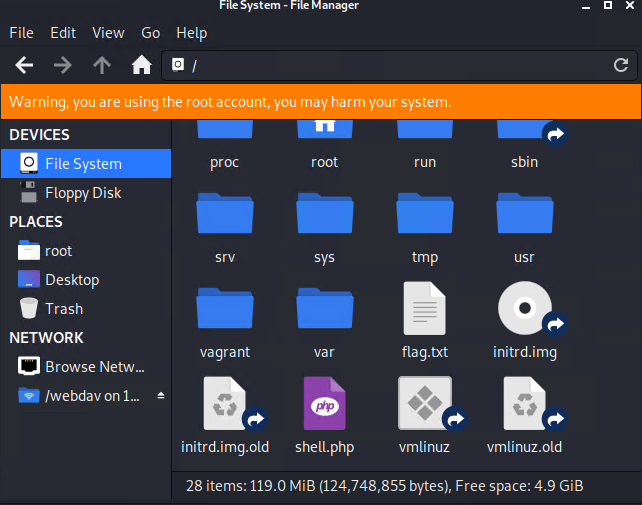 File System - File Manager
File Edit View Go Help
/
Warning, you are using the root account, you may harm your system.
DEVICES
File System
Floppy Disk
PLACES
root
Desktop
Trash
NETWORK
Browse Netw...
/webdav on 1...
proc root run sbin
srv sys tmp usr
vagrant var flag.txt initrd.img
initrd.img.old php shell.php vmlinuz vmlinuz.old
28 items: 119.0 MiB (124,748,855 bytes), Free space: 4.9 GiB